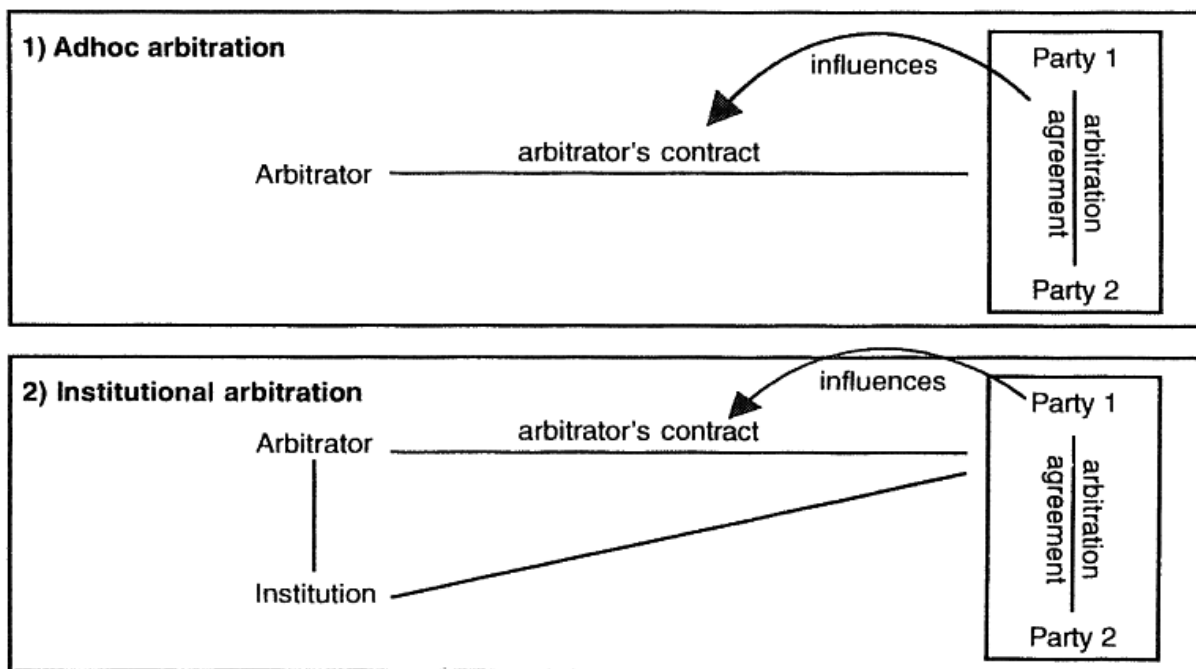 1) Adhoc arbitration
influences
Party 1
arbitrator's contract
Arbitrator
arbitration
agreement
Party 2
2) Institutional arbitration
influences
Party 1
arbitrator's contract
Arbitrator
arbitration
agreement
Institution
Party 2